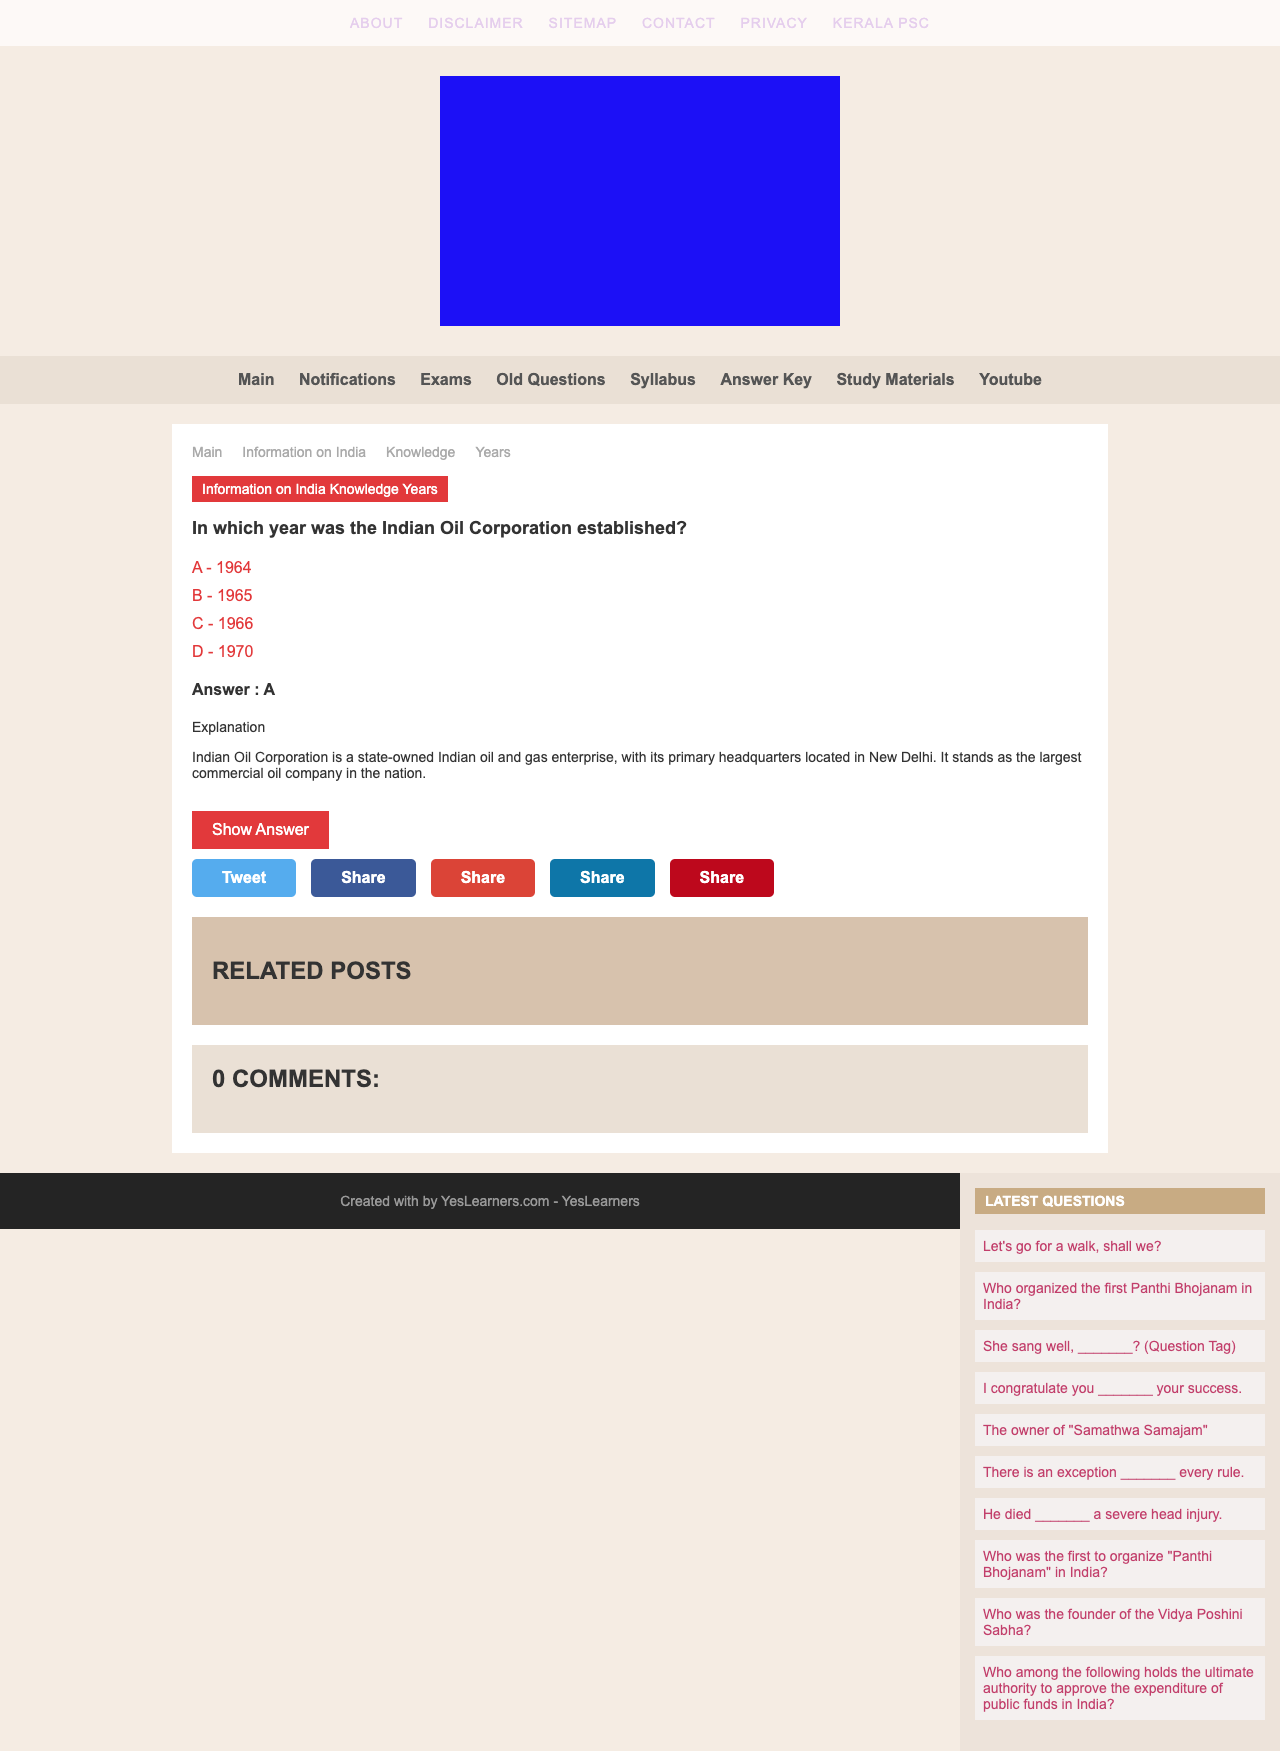 ABOUT DISCLAIMER SITEMAP CONTACT PRIVACY KERALA PSC
Main Notifications Exams Old Questions Syllabus Answer Key Study Materials Youtube
Main Information on India Knowledge Years
Information on India Knowledge Years
In which year was the Indian Oil Corporation established?
A - 1964
B - 1965
C - 1966
D - 1970
Answer : A
Explanation
Indian Oil Corporation is a state-owned Indian oil and gas enterprise, with its primary headquarters located in New Delhi. It stands as the largest
commercial oil company in the nation.
Show Answer
Tweet Share Share Share Share
RELATED POSTS
0 COMMENTS:
Created with by YesLearners.com - YesLearners
LATEST QUESTIONS
Let's go for a walk, shall we?
Who organized the first Panthi Bhojanam in
India?
She sang well, _______? (Question Tag)
I congratulate you _______ your success.
The owner of "Samathwa Samajam"
There is an exception _______ every rule.
He died _______ a severe head injury.
Who was the first to organize "Panthi
Bhojanam" in India?
Who was the founder of the Vidya Poshini
Sabha?
Who among the following holds the ultimate
authority to approve the expenditure of
public funds in India?